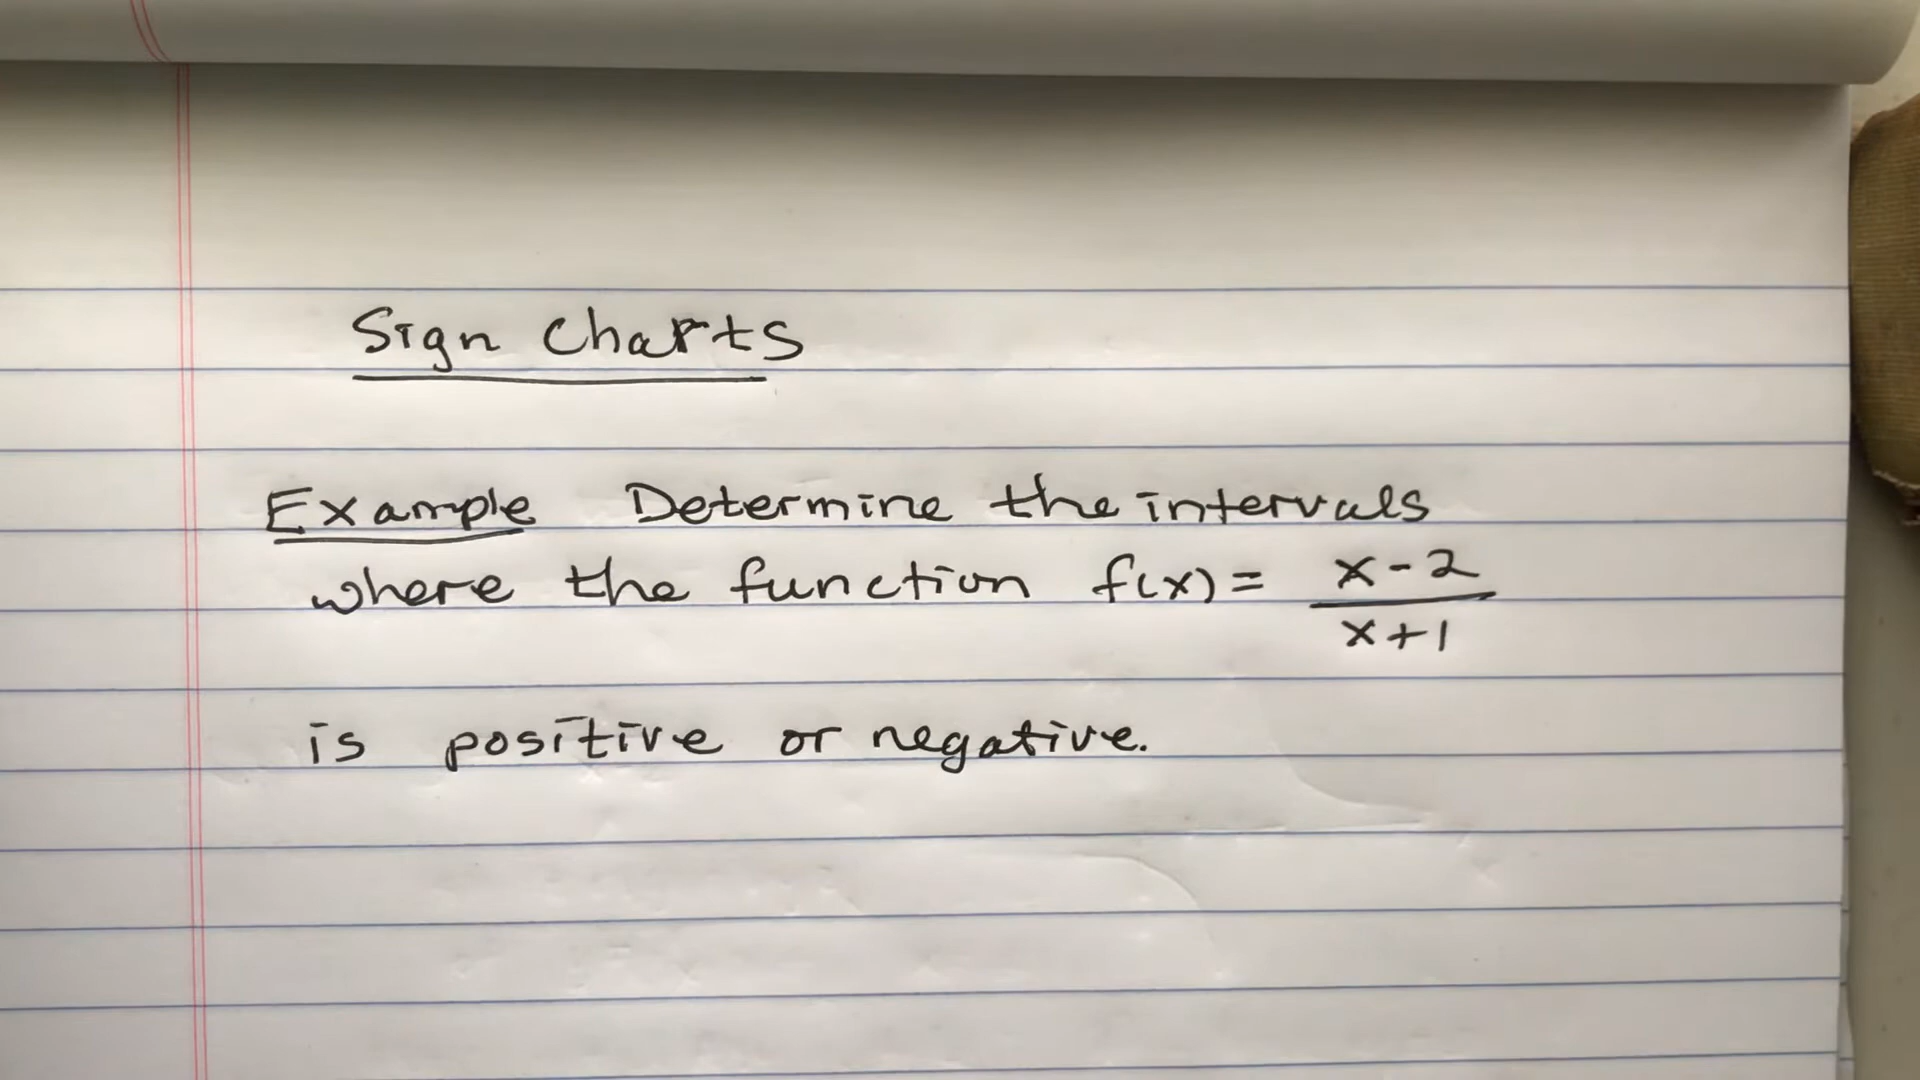 Sign Charts
Example Determine the intervals
where the function f(x) = x-2
x+1
is positive or negative.